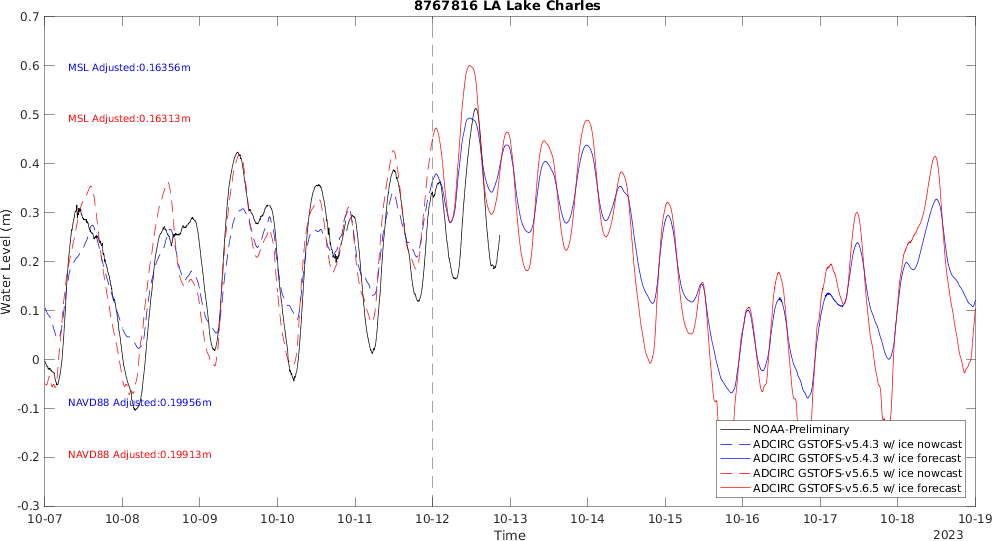 8767816 LA Lake Charles
0.7
0.6
0.5
0.4
0.3
0.2
0.1
0
-0.1
-0.2
-0.3
Water Level (m)
MSL Adjusted:0.16356m
MSL Adjusted:0.16313m
NAVD88 Adjusted:0.19956m
NAVD88 Adjusted:0.19913m
NOAA-Preliminary
ADCIRC GSTOFS-v5.4.3 w/ ice nowcast
ADCIRC GSTOFS-v5.4.3 w/ ice forecast
ADCIRC GSTOFS-v5.6.5 w/ ice nowcast
ADCIRC GSTOFS-v5.6.5 w/ ice forecast
10-07 10-08 10-09 10-10 10-11 10-12 10-13 10-14 10-15 10-16 10-17 10-18 10-19
Time
2023